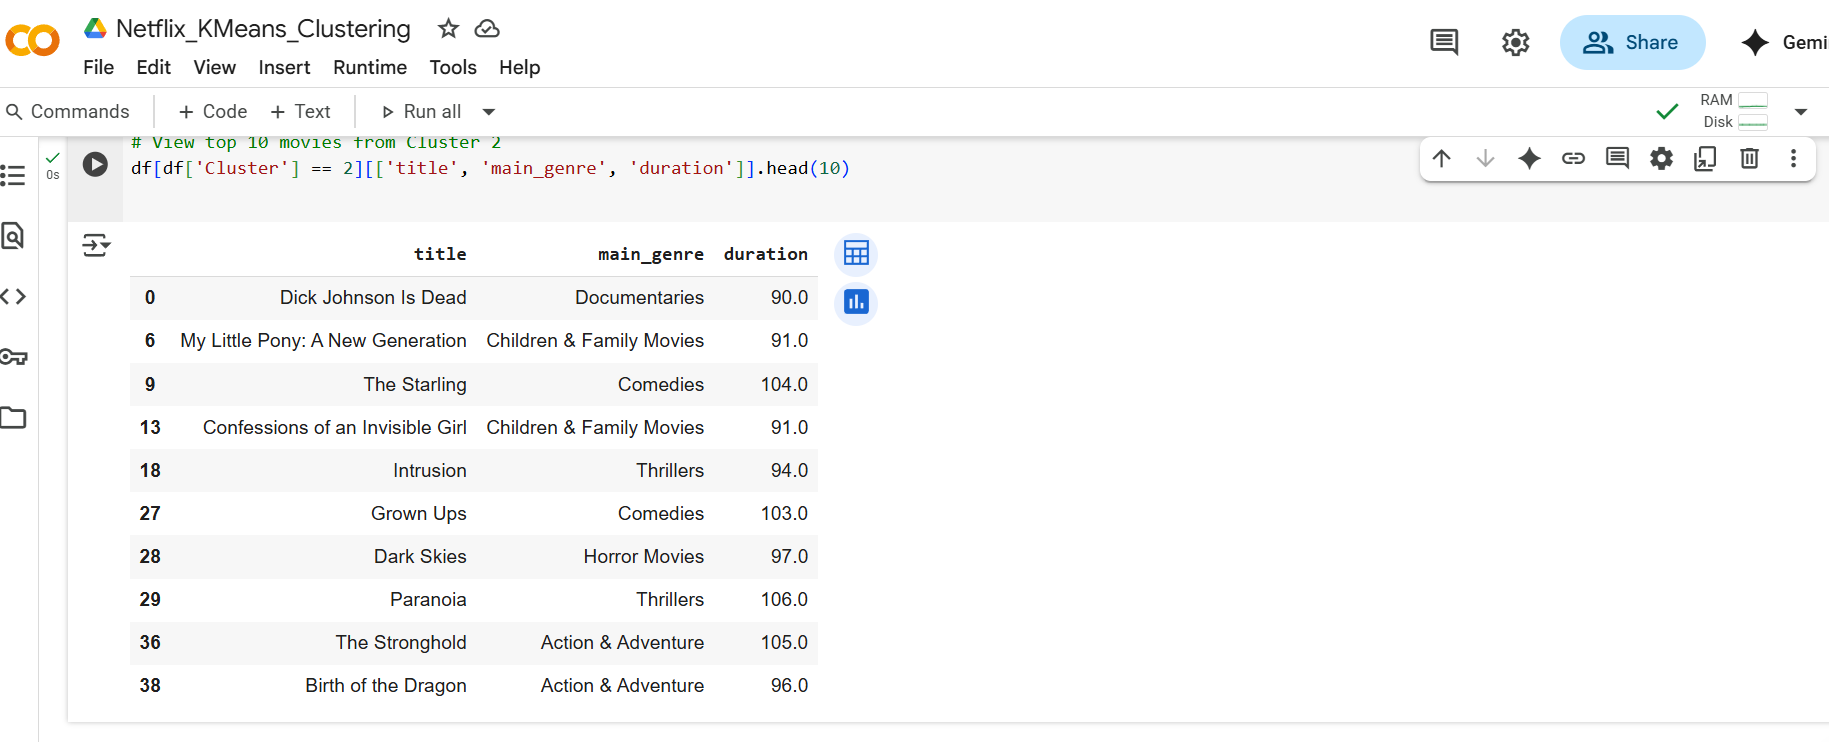 Netflix_KMeans_Clustering
File Edit View Insert Runtime Tools Help
Share
Gemi
Commands + Code + Text Run all
RAM
Disk
0s
# View top 10 movies from Cluster 2
df[df['Cluster'] == 2][['title', 'main_genre', 'duration']].head(10)
title main_genre duration
0 Dick Johnson Is Dead Documentaries 90.0
6 My Little Pony: A New Generation Children & Family Movies 91.0
9 The Starling Comedies 104.0
13 Confessions of an Invisible Girl Children & Family Movies 91.0
18 Intrusion Thrillers 94.0
27 Grown Ups Comedies 103.0
28 Dark Skies Horror Movies 97.0
29 Paranoia Thrillers 106.0
36 The Stronghold Action & Adventure 105.0
38 Birth of the Dragon Action & Adventure 96.0